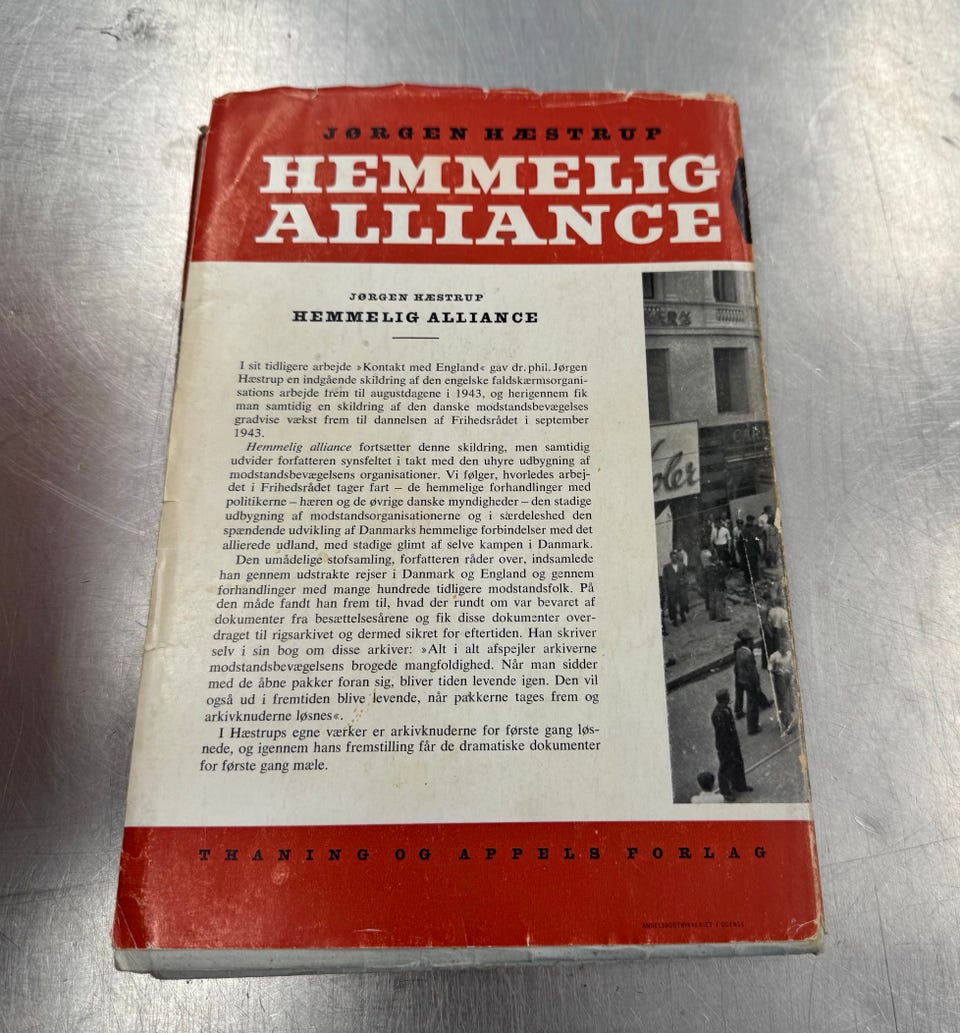 JØRGEN HÆSTRUP
HEMMELIG
ALLIANCE
JØRGEN HÆSTRUP
HEMMELIG ALLIANCE
I sit tidligere arbejde »Kontakt med England« gav dr. phil. Jørgen
Hæstrup en indgående skildring af den engelske faldskærmsorgani-
sations arbejde frem til augustdagene i 1943, og herigennem fik
man samtidig en skildring af den danske modstandsbevægelses
gradvise vækst frem til dannelsen af Frihedsrådet i september
1943.
Hemmelig alliance fortsætter denne skildring, men samtidig
udvider forfatteren synsfeltet i takt med den uhyre udbygning af
modstandsbevægelsens organisationer. Vi følger, hvorledes arbej-
det i Frihedsrådet tager fart – de hemmelige forhandlinger med
politikerne – hæren og de øvrige danske myndigheder – den stadige
udbygning af modstandsorganisationerne og i særdeleshed den
spændende udvikling af Danmarks hemmelige forbindelser med det
allierede udland, med stadige glimt af selve kampen i Danmark.
Den umådelige stofsamling, forfatteren råder over, indsamlede
han gennem udstrakte rejser i Danmark og England og gennem
forhandlinger med mange hundrede tidligere modstandsfolk. På
den måde fandt han frem til, hvad der rundt om var bevaret af
dokumenter fra besættelsesårene og fik disse dokumenter over-
draget til rigsarkivet og dermed sikret for eftertiden. Han skriver
selv i sin bog om disse arkiver: »Alt i alt afspejler arkiverne
modstandsbevægelsens brogede mangfoldighed. Når man sidder
med de åbne pakker foran sig, bliver tiden levende igen. Den vil
også ud i fremtiden blive levende, når pakkerne tages frem og
arkivknuderne løsnes«.
I Hæstrups egne værker er arkivknuderne for første gang løs-
nede, og igennem hans fremstilling får de dramatiske dokumenter
for første gang mæle.
THANING OG APPELS FORLAG
ANDELSBOGTRYKKERIET I ODENSE